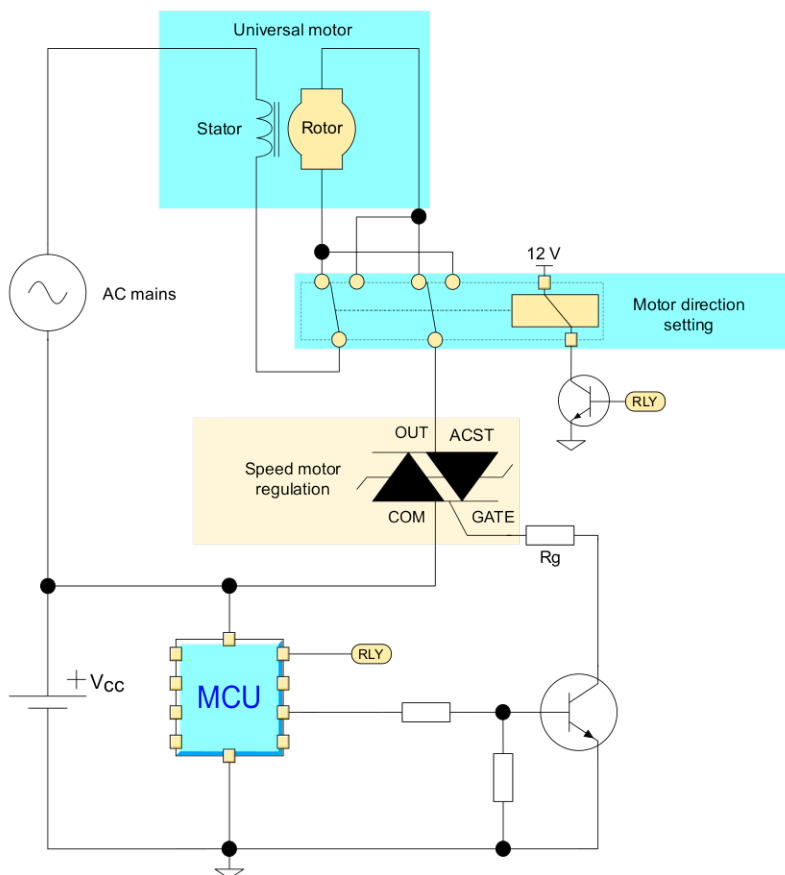 Universal motor
Stator
Rotor
12 V
AC mains
Motor direction
setting
RLY
OUT
ACST
Speed motor
regulation
COM
GATE
Rg
RLY
+ Vcc
MCU